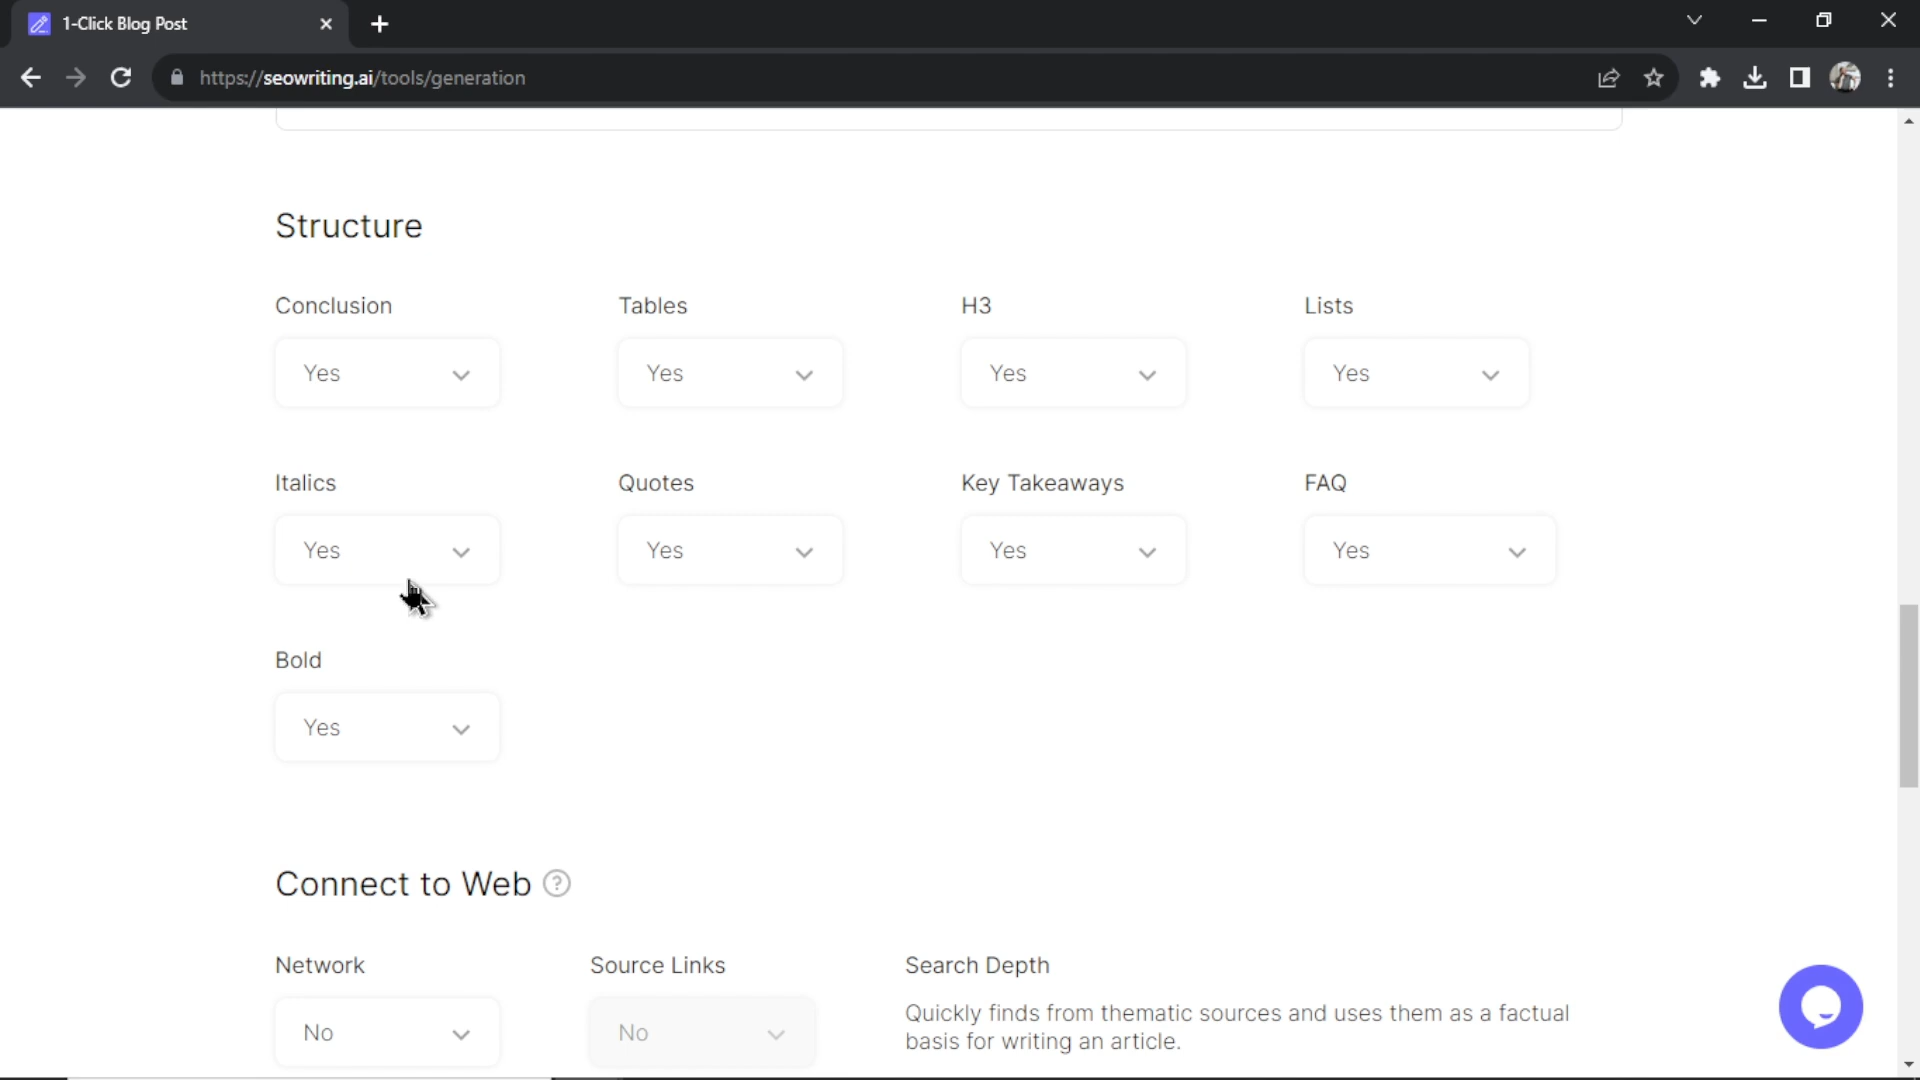 1-Click Blog Post
https://seowriting.ai/tools/generation
Structure
Conclusion Tables H3 Lists
Yes Yes Yes Yes
Italics Quotes Key Takeaways FAQ
Yes Yes Yes Yes
Bold
Yes
Connect to Web ?
Network Source Links Search Depth
No No Quickly finds from thematic sources and uses them as a factual
basis for writing an article.